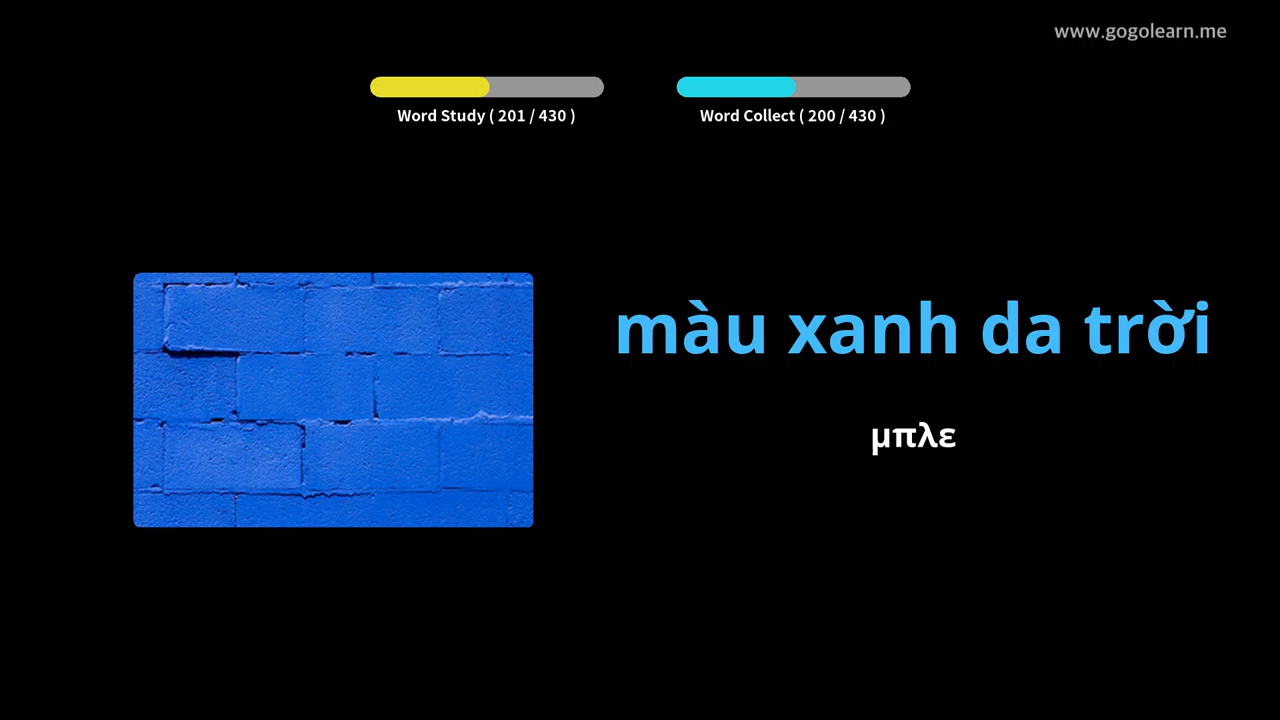 www.gogolearn.me
Word Study ( 201 / 430 )
Word Collect ( 200 / 430 )
màu xanh da trời
μπλε